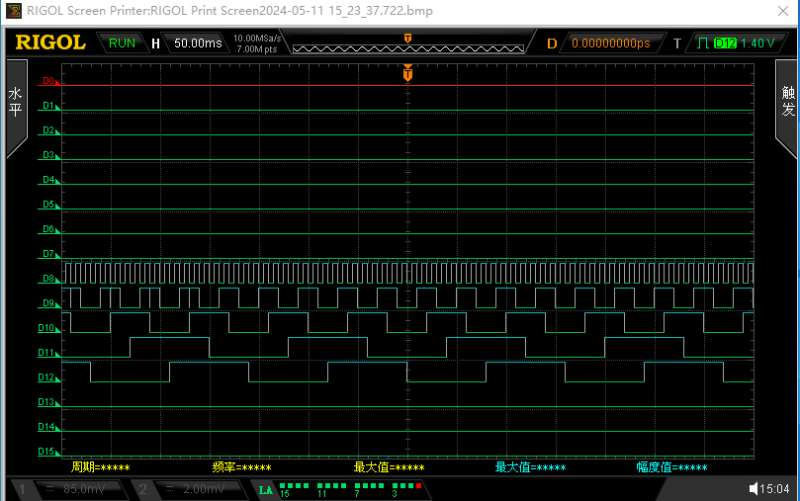 RIGOL Screen Printer:RIGOL Print Screen2024-05-11 15_23_37.722.bmp
RIGOL RUN H 50.00ms 10.00MSa/s 7.00M pts T D 0.00000000ps T D12 1.40 V
水平
触发
T
D0
D1
D2
D3
D4
D5
D6
D7
D8
D9
D10
D11
D12
D13
D14
D15
周期=***** 频率=***** 最大值=***** 最大值=***** 幅度值=*****
1 = 85.0mV 2 = 2.00mV LA 15 11 7 3 15:04